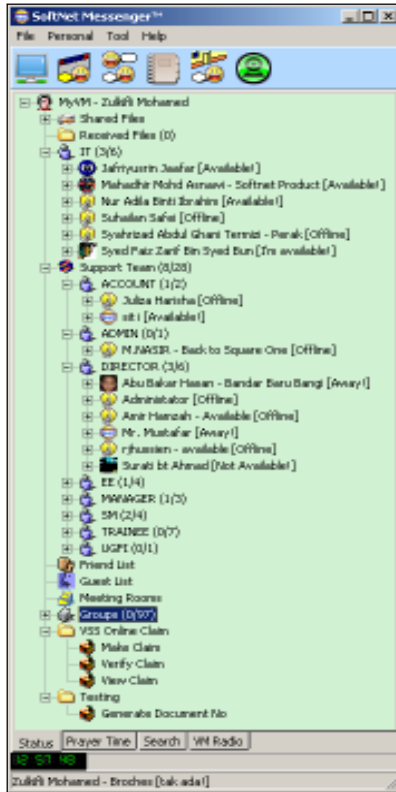 SoftNet Messenger™
File Personal Tool Help
MyVM - Zulkifli Mohamed
Shared Files
Received Files (0)
IT (3/6)
Jafriyusrin Jaafar [Available!]
Mahadhir Mohd Asnawi - Softnet Product [Available!]
Nur Adila Binti Ibrahim [Available!]
Suhailan Safei [Offline]
Syahrizad Abdul Ghani Termizi - Perak [Offline]
Syed Faiz Zarif Bin Syed Bun [I'm available!]
Support Team (8/28)
ACCOUNT (1/2)
Juliza Harisha [Offline]
siti [Available!]
ADMIN (0/1)
M.NASIR - Back to Square One [Offline]
DIRECTOR (3/6)
Abu Bakar Hasan - Bandar Baru Bangi [Away!]
Administator [Offline]
Amir Hamzah - Available [Offline]
Mr. Mustafar [Away!]
rjhussien - available [Offline]
Surati bt Ahmad [Not Available!]
EE (1/4)
MANAGER (1/3)
SM (2/4)
TRAINEE (0/7)
UGFI (0/1)
Friend List
Guest List
Meeting Rooms
Groups (0/97)
VSS Online Claim
Make Claim
Verify Claim
View Claim
Testing
Generate Document No
Status Prayer Time Search VM Radio
12 57 48
Zulkifli Mohamed - Broches [tak ada!]